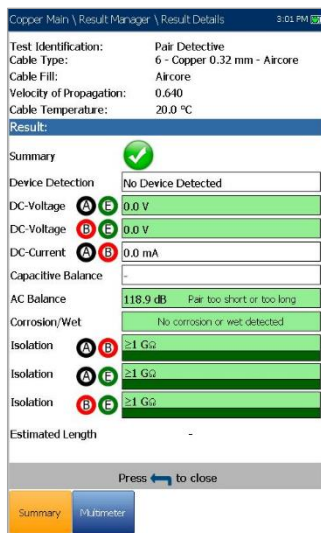 Copper Main \ Result Manager \ Result Details 3:01 PM
Test Identification: Pair Detective
Cable Type: 6 - Copper 0.32 mm - Aircore
Cable Fill: Aircore
Velocity of Propagation: 0.640
Cable Temperature: 20.0 ºC
Result:
Summary
Device Detection No Device Detected
DC-Voltage A E 0.0 V
DC-Voltage B E 0.0 V
DC-Current A B 0.0 mA
Capacitive Balance -
AC Balance 118.9 dB Pair too short or too long
Corrosion/Wet No corrosion or wet detected
Isolation A B ≥1 GΩ
Isolation A E ≥1 GΩ
Isolation B E ≥1 GΩ
Estimated Length -
Press to close
Summary Multimeter